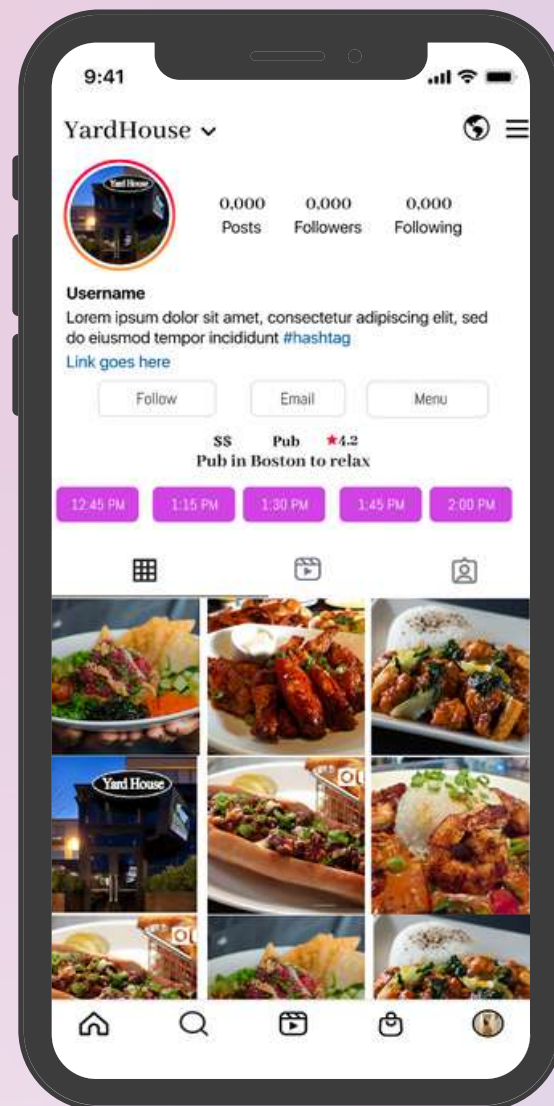 9:41
YardHouse
Yard House
0,000 0,000 0,000
Posts Followers Following
Username
Lorem ipsum dolor sit amet, consectetur adipiscing elit, sed
do eiusmod tempor incididunt #hashtag
Link goes here
Follow Email Menu
$$ Pub ★4.2
Pub in Boston to relax
12:45 PM 1:15 PM 1:30 PM 1:45 PM 2:00 PM
Yard House